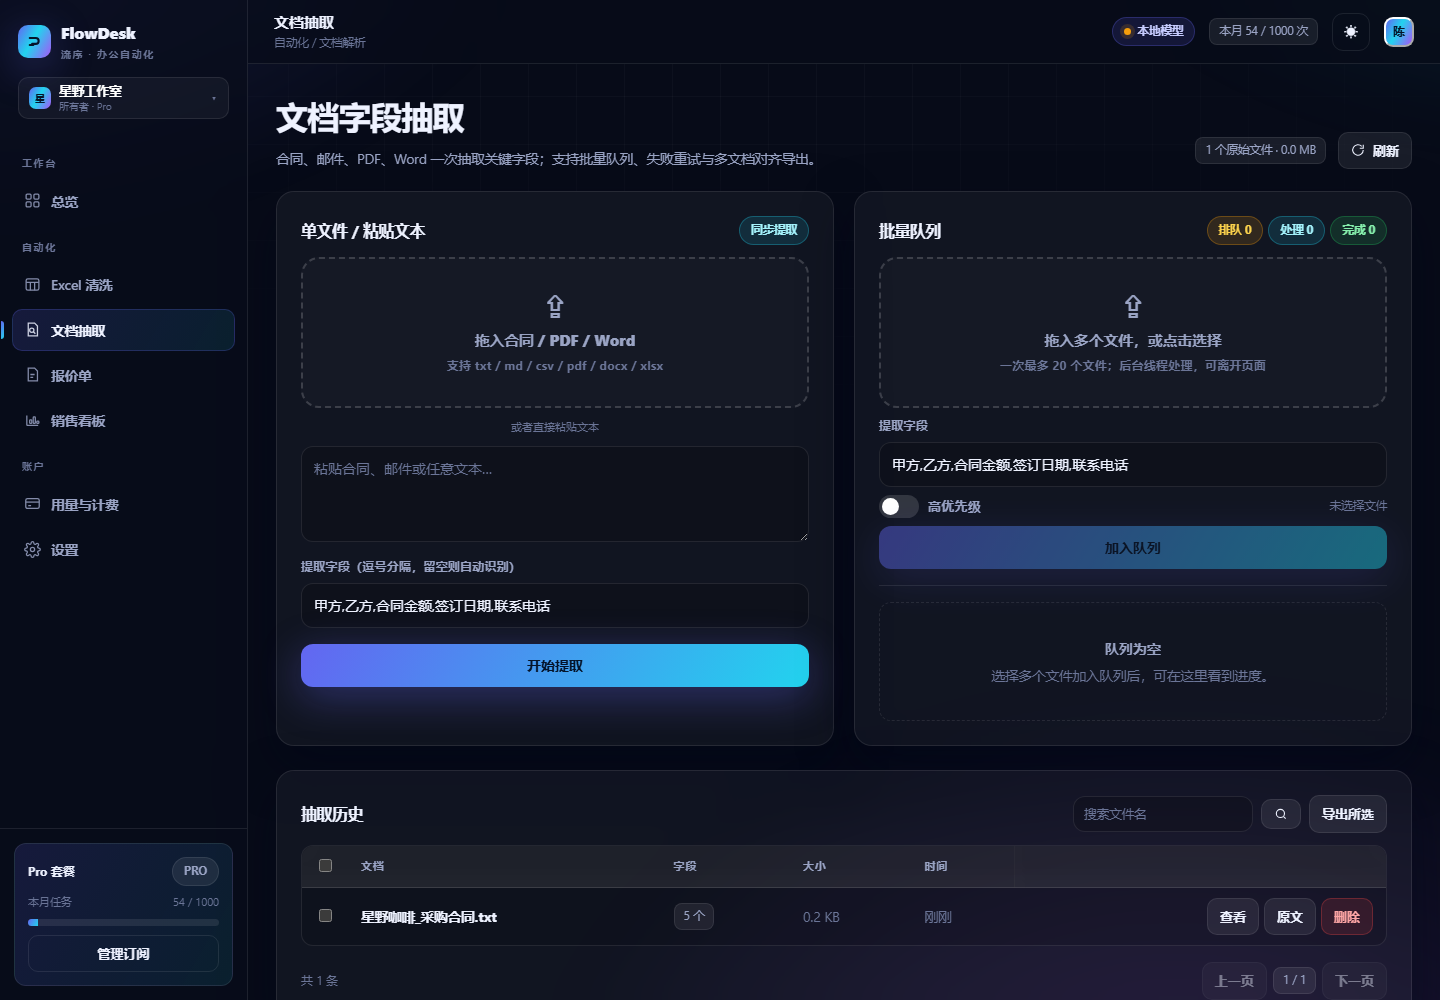 FlowDesk
流序 · 办公自动化
星
星野工作室
所有者 · Pro
工作台
总览
自动化
Excel 清洗
文档抽取
报价单
销售看板
账户
用量与计费
设置
Pro 套餐
PRO
本月任务
54 / 1000
管理订阅
文档抽取
自动化 / 文档解析
本地模型
本月 54 / 1000 次
陈
文档字段抽取
合同、邮件、PDF、Word 一次抽取关键字段；支持批量队列、失败重试与多文档对齐导出。
1 个原始文件 · 0.0 MB
刷新
单文件 / 粘贴文本
同步提取
拖入合同 / PDF / Word
支持 txt / md / csv / pdf / docx / xlsx
或者直接粘贴文本
粘贴合同、邮件或任意文本...
提取字段（逗号分隔，留空则自动识别）
甲方,乙方,合同金额,签订日期,联系电话
开始提取
批量队列
排队 0
处理 0
完成 0
拖入多个文件，或点击选择
一次最多 20 个文件；后台线程处理，可离开页面
提取字段
甲方,乙方,合同金额,签订日期,联系电话
高优先级
未选择文件
加入队列
队列为空
选择多个文件加入队列后，可在这里看到进度。
抽取历史
搜索文件名
导出所选
文档
字段
大小
时间
星野咖啡_采购合同.txt
5 个
0.2 KB
刚刚
查看
原文
删除
共 1 条
上一页
1 / 1
下一页